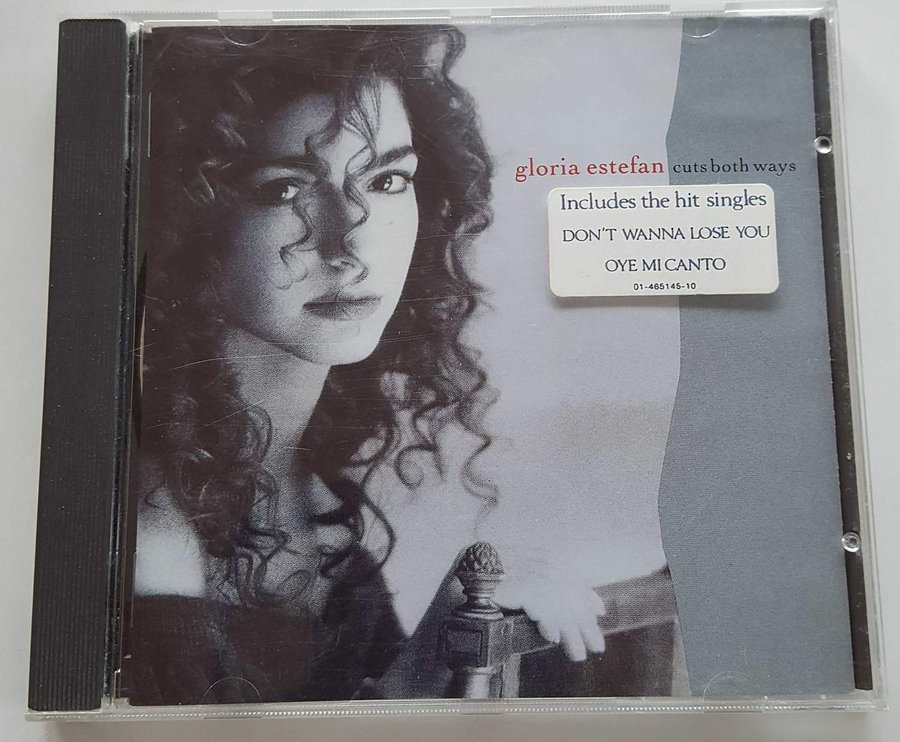 gloria estefan cuts both ways
Includes the hit singles
DON'T WANNA LOSE YOU
OYE MI CANTO
01-465145-10